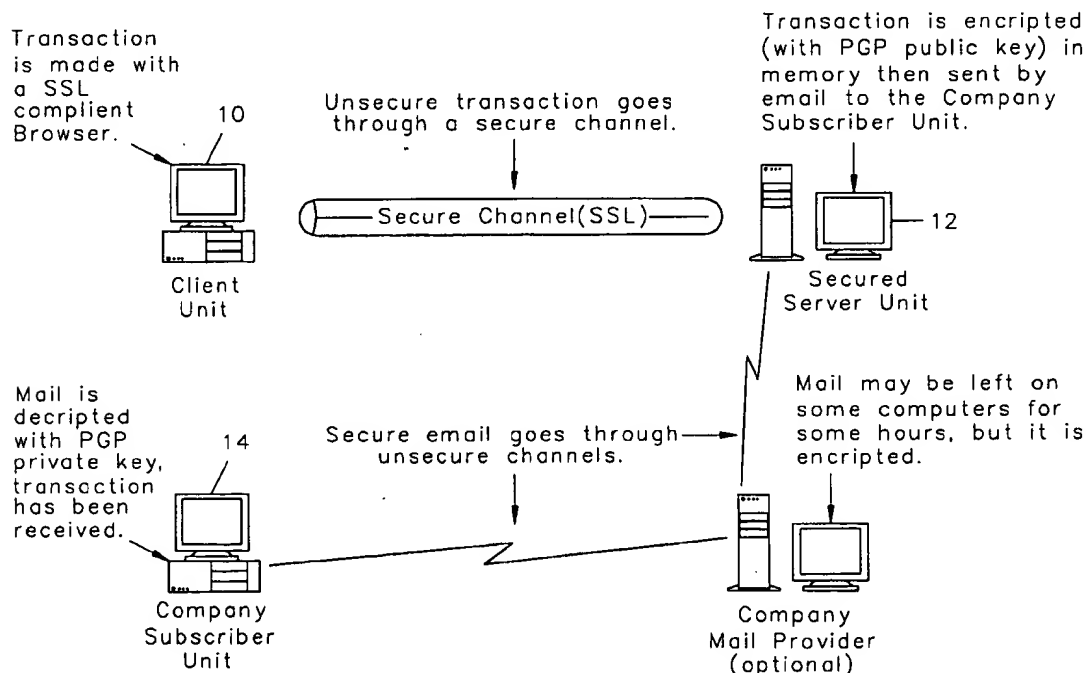 Transaction
is made with
a SSL
complient
Browser.
10
Unsecure transaction goes
through a secure channel.
Transaction is encripted
(with PGP public key) in
memory then sent by
email to the Company
Subscriber Unit.
Secure Channel(SSL)
12
Client
Unit
Secured
Server Unit
Mail is
decripted
with PGP
private key,
transaction
has been
received.
14
Secure email goes through
unsecure channels.
Mail may be left on
some computers for
some hours, but it is
encripted.
Company
Subscriber
Unit
Company
Mail Provider
(optional)